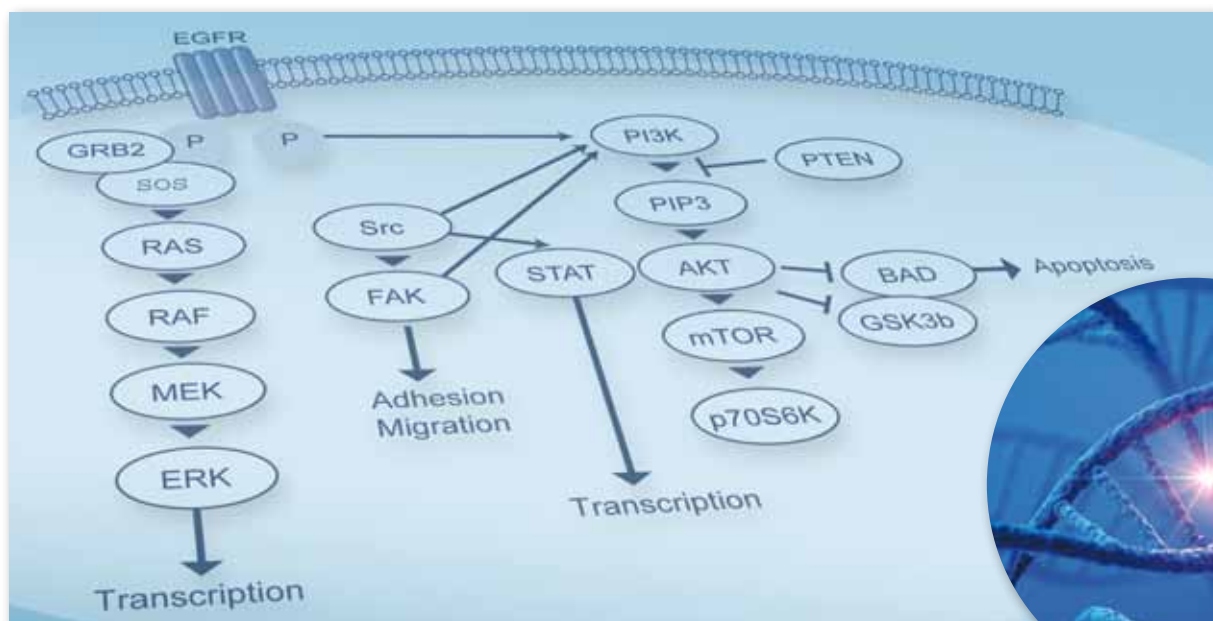 EGFR
GRB2
P
P
SOS
RAS
RAF
MEK
ERK
Transcription
Src
FAK
Adhesion
Migration
STAT
Transcription
PI3K
PTEN
PIP3
AKT
mTOR
p70S6K
BAD
GSK3b
Apoptosis